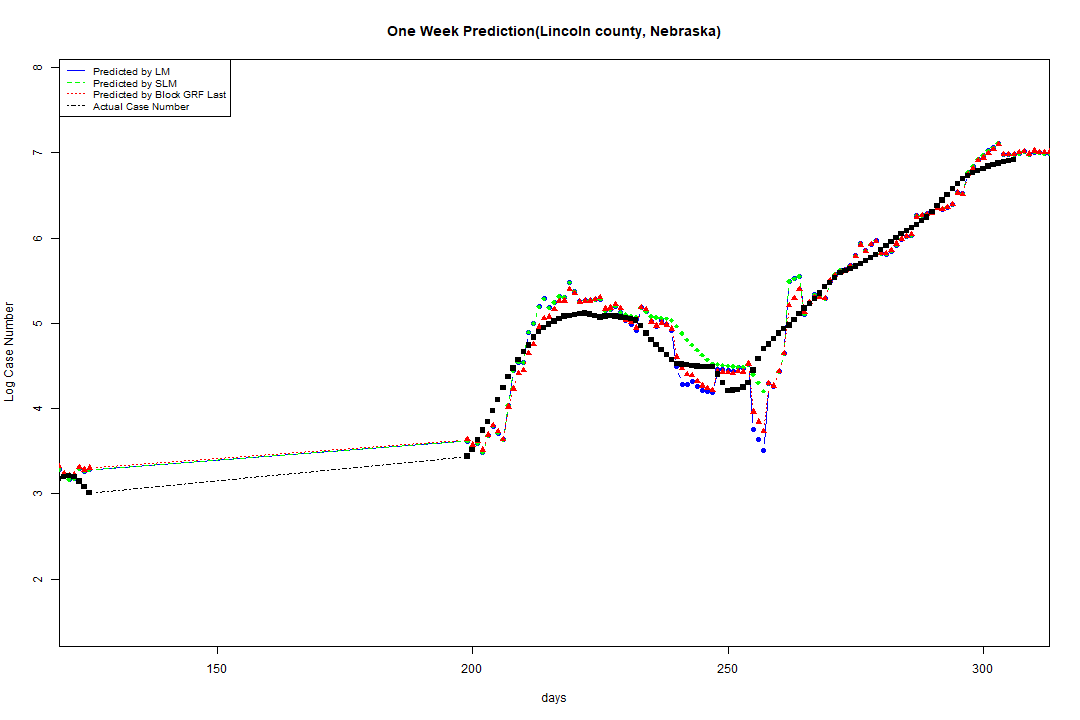 One Week Prediction(Lincoln county, Nebraska)
Predicted by LM
Predicted by SLM
Predicted by Block GRF Last
Actual Case Number
8
7
6
5
4
3
2
Log Case Number
150
200
250
300
days